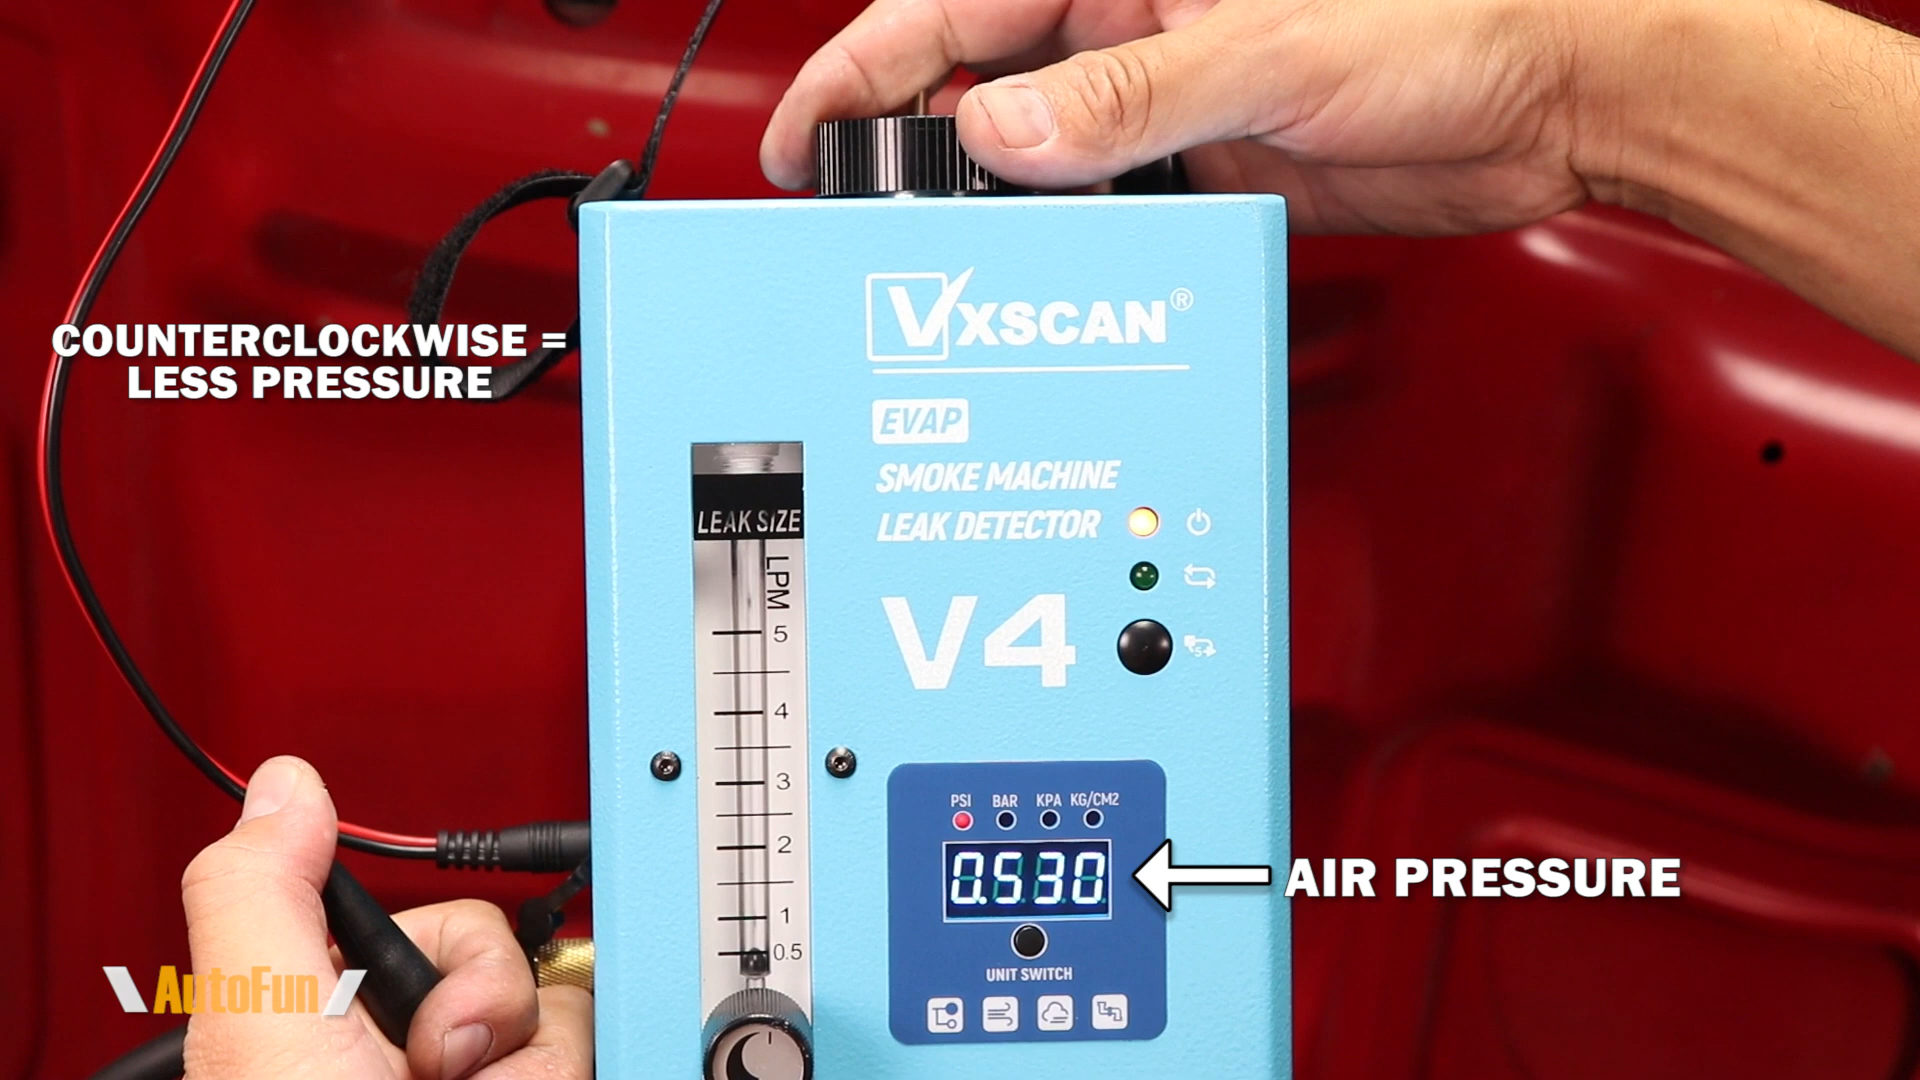 COUNTERCLOCKWISE =
LESS PRESSURE
VXSCAN®
EVAP
SMOKE MACHINE
LEAK DETECTOR
V4
5
LEAK SIZE
LPM
5
4
3
2
1
0.5
PSI BAR KPA KG/CM2
0.530
UNIT SWITCH
AIR PRESSURE
AutoFun